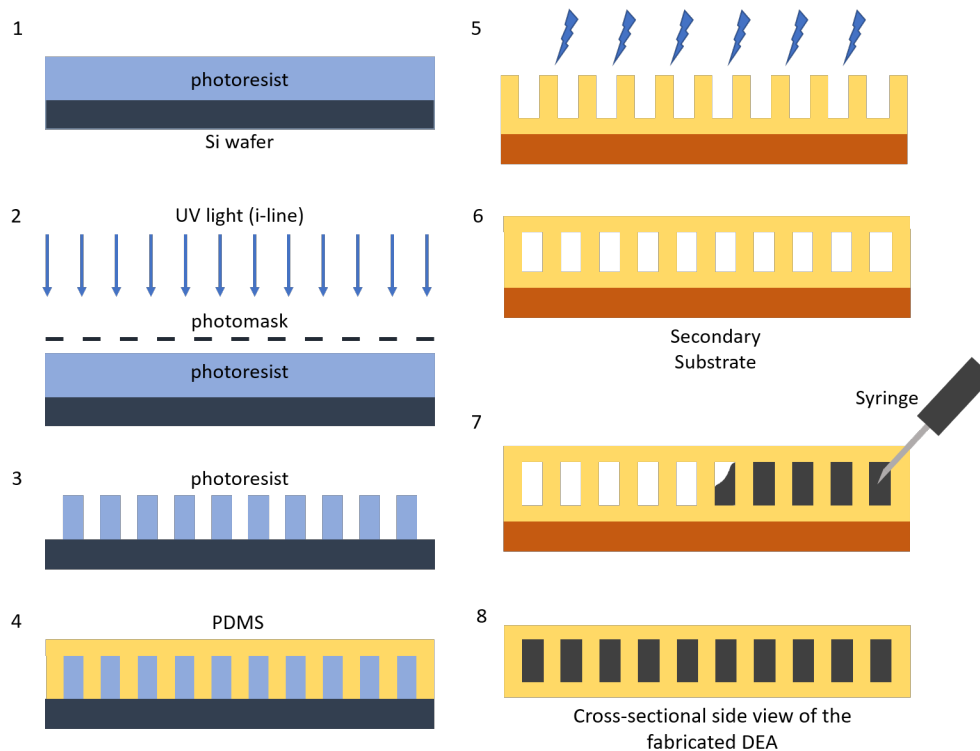 1
photoresist
Si wafer
2
UV light (i-line)
photomask
photoresist
3
photoresist
4
PDMS
5
6
Secondary
Substrate
7
Syringe
8
Cross-sectional side view of the
fabricated DEA